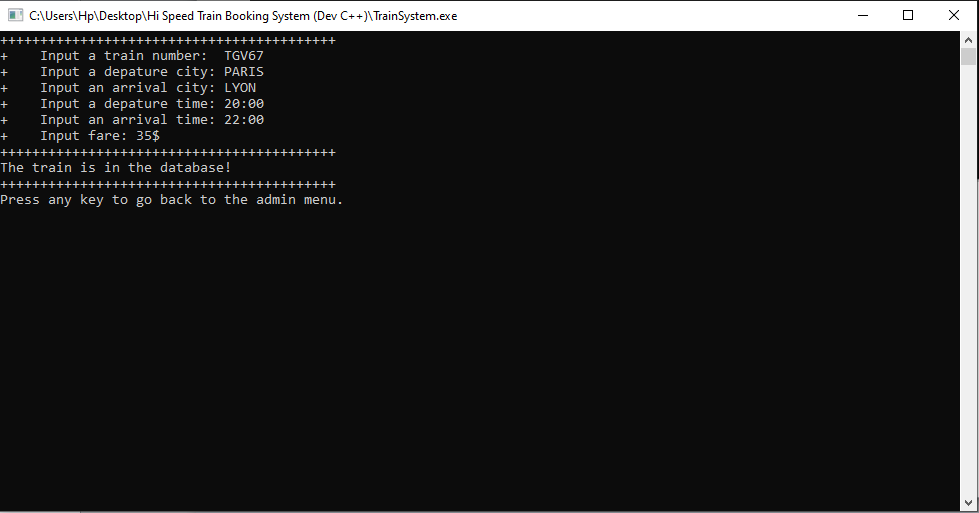 C:\Users\Hp\Desktop\Hi Speed Train Booking System (Dev C++)\TrainSystem.exe
++++++++++++++++++++++++++++++++++++++++++
+    Input a train number:  TGV67
+    Input a depature city: PARIS
+    Input an arrival city: LYON
+    Input a depature time: 20:00
+    Input an arrival time: 22:00
+    Input fare: 35$
++++++++++++++++++++++++++++++++++++++++++
The train is in the database!
++++++++++++++++++++++++++++++++++++++++++
Press any key to go back to the admin menu.